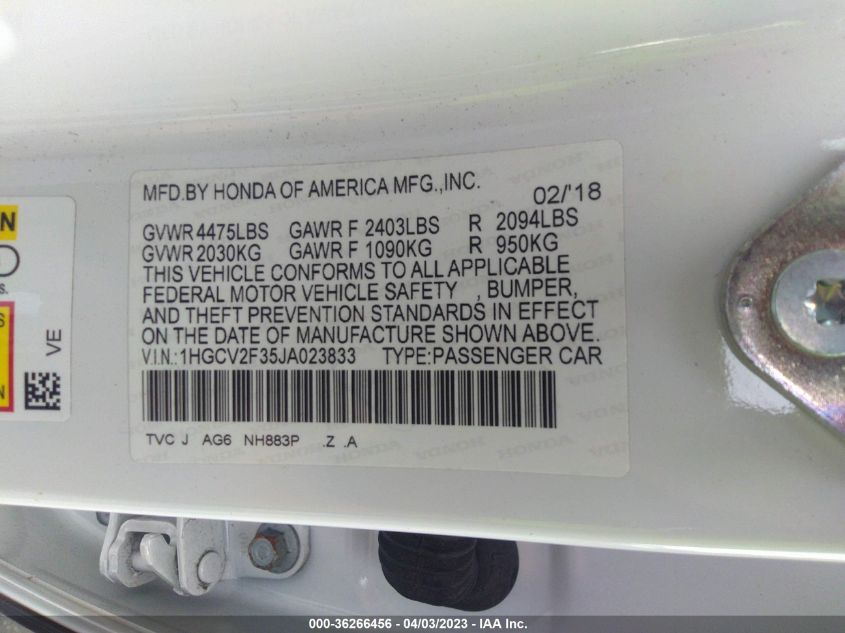 MFD.BY HONDA OF AMERICA MFG.,INC. 02/'18
GVWR 4475LBS GAWR F 2403LBS R 2094LBS
GVWR 2030KG GAWR F 1090KG R 950KG
THIS VEHICLE CONFORMS TO ALL APPLICABLE
FEDERAL MOTOR VEHICLE SAFETY , BUMPER,
AND THEFT PREVENTION STANDARDS IN EFFECT
ON THE DATE OF MANUFACTURE SHOWN ABOVE.
V.I.N.:1HGCV2F35JA023833 TYPE:PASSENGER CAR
TVC J AG6 NH883P .Z .A
VE
000-36266456 - 04/03/2023 - IAA Inc.